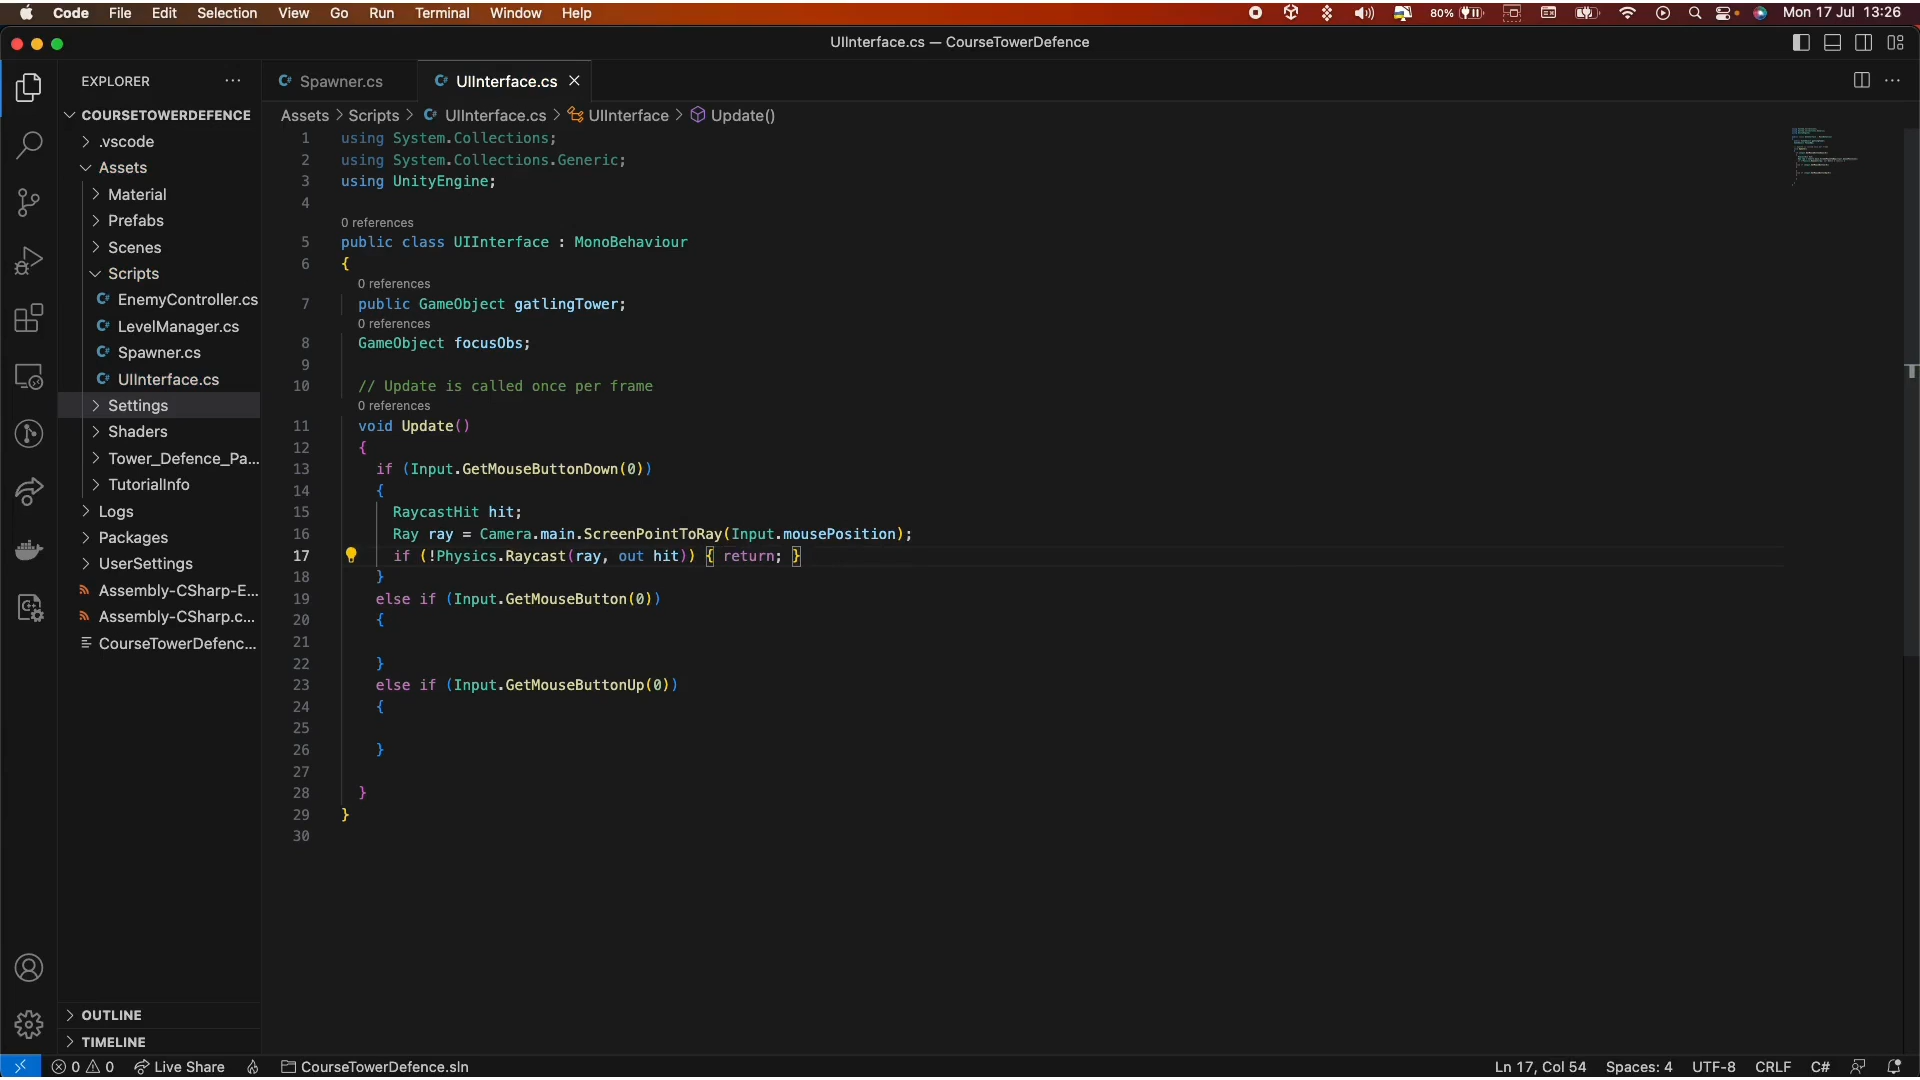 Code File Edit Selection View Go Run Terminal Window Help 80% Mon 17 Jul 13:26
UIInterface.cs — CourseTowerDefence
EXPLORER
Spawner.cs
UIInterface.cs
COURSETOWERDEFENCE
.vscode
Assets
Material
Prefabs
Scenes
Scripts
EnemyController.cs
LevelManager.cs
Spawner.cs
UIInterface.cs
Settings
Shaders
Tower_Defence_Pa...
TutorialInfo
Logs
Packages
UserSettings
Assembly-CSharp-E...
Assembly-CSharp.c...
CourseTowerDefenc...
OUTLINE
TIMELINE
Assets > Scripts > UIInterface.cs > UIInterface > Update()
1 using System.Collections;
2 using System.Collections.Generic;
3 using UnityEngine;
4
0 references
5 public class UIInterface : MonoBehaviour
6 {
0 references
7 public GameObject gatlingTower;
0 references
8 GameObject focusObs;
9
10 // Update is called once per frame
0 references
11 void Update()
12 {
13 if (Input.GetMouseButtonDown(0))
14 {
15 RaycastHit hit;
16 Ray ray = Camera.main.ScreenPointToRay(Input.mousePosition);
17 if (!Physics.Raycast(ray, out hit)) { return; }
18 }
19 else if (Input.GetMouseButton(0))
20 {
21
22 }
23 else if (Input.GetMouseButtonUp(0))
24 {
25
26 }
27
28 }
29 }
30
0 0 Live Share CourseTowerDefence.sln Ln 17, Col 54 Spaces: 4 UTF-8 CRLF C#